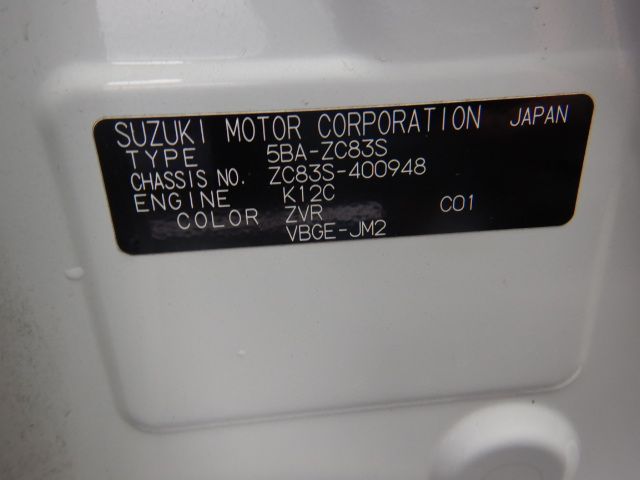 SUZUKI MOTOR CORPORATION JAPAN
TYPE 5BA-ZC83S
CHASSIS NO. ZC83S-400948
ENGINE K12C
COLOR ZVR C01
VBGE-JM2